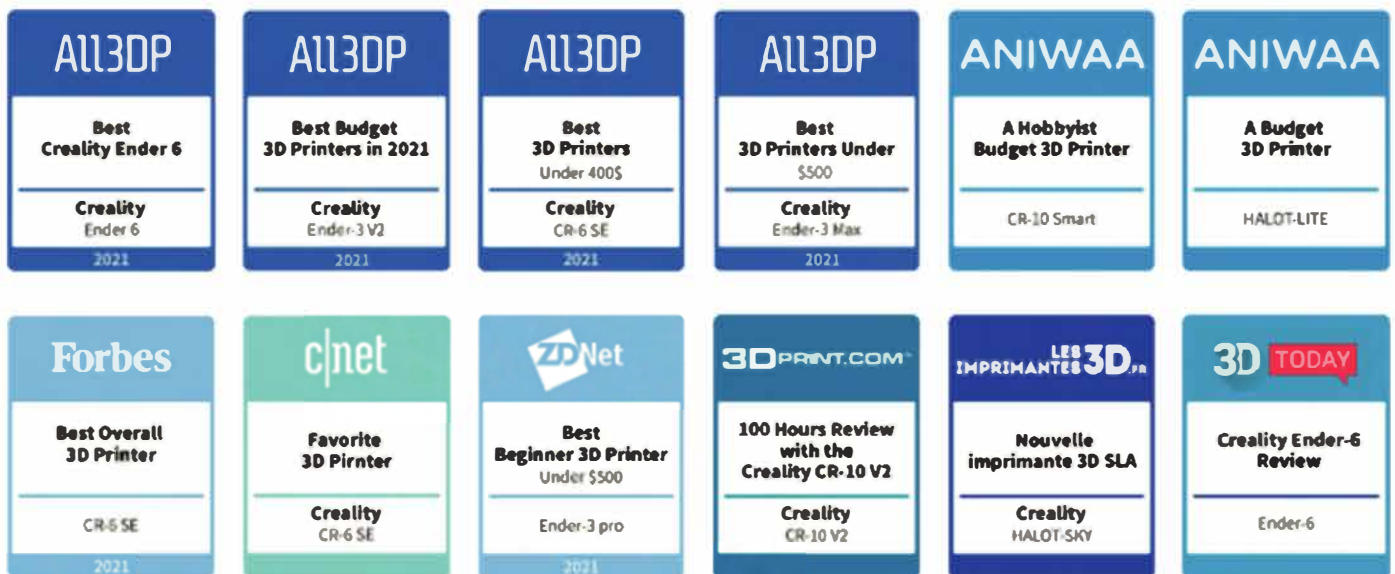 All3DP
Best
Creality Ender 6
Creality
Ender 6
2021
All3DP
Best Budget
3D Printers in 2021
Creality
Ender-3 V2
2021
All3DP
Best
3D Printers
Under 400$
Creality
CR-6 SE
2021
All3DP
Best
3D Printers Under
$500
Creality
Ender-3 Max
2021
ANIWAA
A Hobbyist
Budget 3D Printer
CR-10 Smart
ANIWAA
A Budget
3D Printer
HALOT-LITE
Forbes
Best Overall
3D Printer
CR-6 SE
2021
c|net
Favorite
3D Pirnter
Creality
CR-6 SE
ZDNet
Best
Beginner 3D Printer
Under $500
Ender-3 pro
2021
3DPRINT.COM
100 Hours Review
with the
Creality CR-10 V2
Creality
CR-10 V2
LES
IMPRIMANTES3D.FR
Nouvelle
imprimante 3D SLA
Creality
HALOT-SKY
3D TODAY
Creality Ender-6
Review
Ender-6